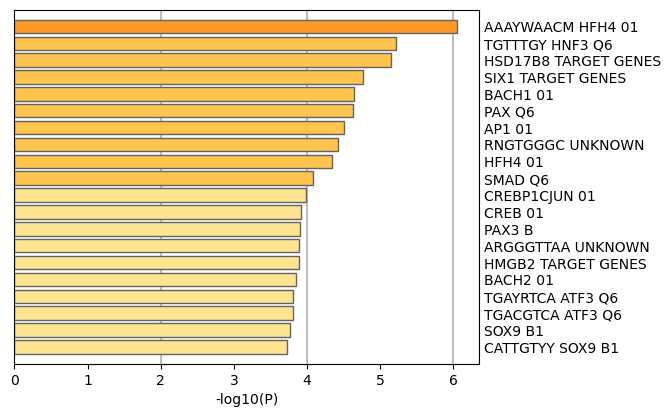 AAAYWAACM HFH4 01
TGTTTGY HNF3 Q6
HSD17B8 TARGET GENES
SIX1 TARGET GENES
BACH1 01
PAX Q6
AP1 01
RNGTGGGC UNKNOWN
HFH4 01
SMAD Q6
CREBP1CJUN 01
CREB 01
PAX3 B
ARGGGTTAA UNKNOWN
HMGB2 TARGET GENES
BACH2 01
TGAYRTCA ATF3 Q6
TGACGTCA ATF3 Q6
SOX9 B1
CATTGTYY SOX9 B1
0 1 2 3 4 5 6
-log10(P)